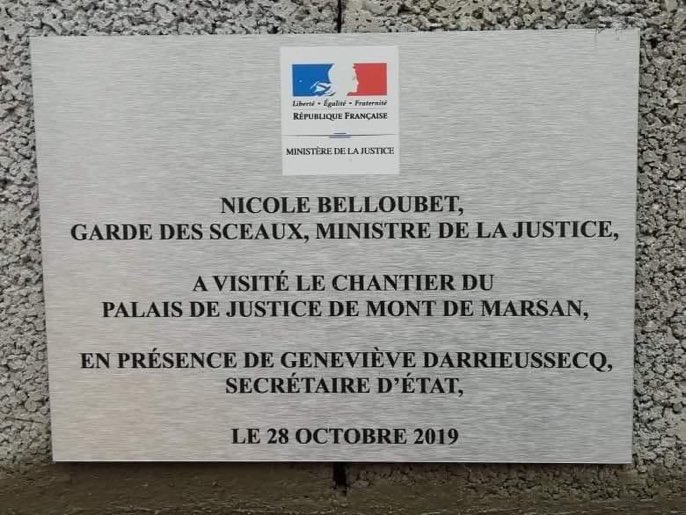 Liberté • Égalité • Fraternité
RÉPUBLIQUE FRANÇAISE
MINISTÈRE DE LA JUSTICE
NICOLE BELLOUBET,
GARDE DES SCEAUX, MINISTRE DE LA JUSTICE,
A VISITÉ LE CHANTIER DU
PALAIS DE JUSTICE DE MONT DE MARSAN,
EN PRÉSENCE DE GENEVIÈVE DARRIEUSSECQ,
SECRÉTAIRE D’ÉTAT,
LE 28 OCTOBRE 2019